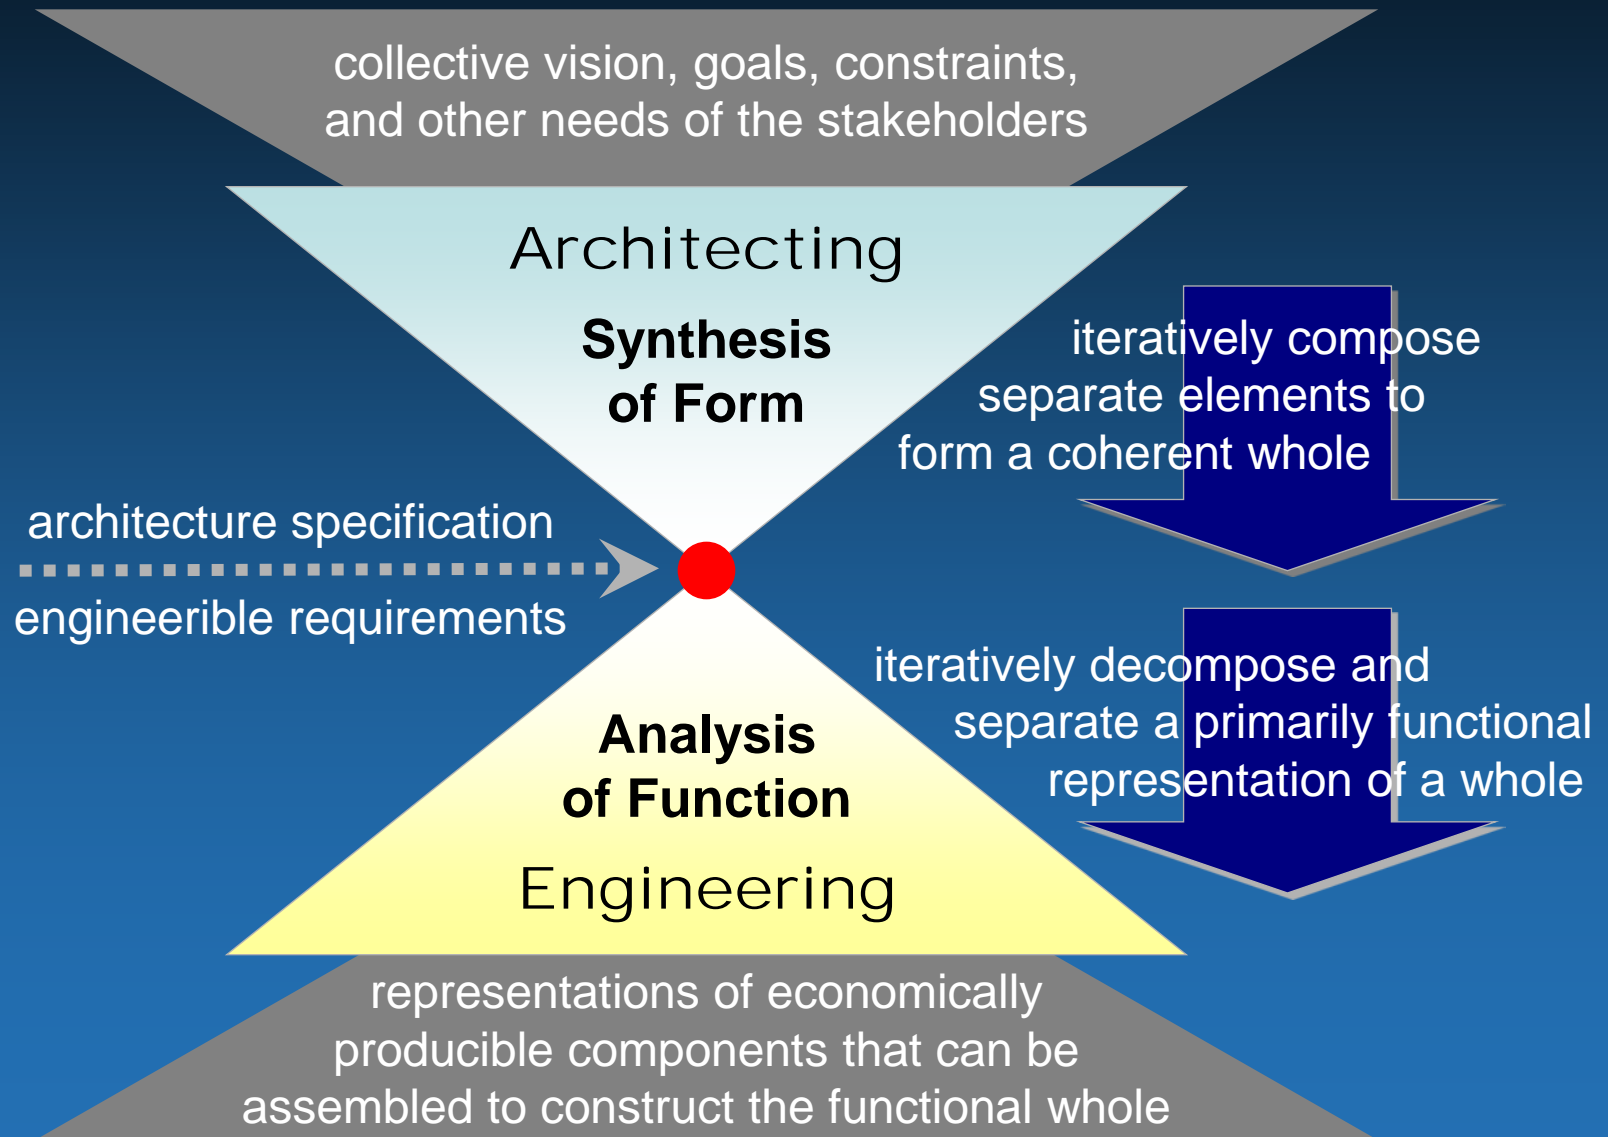 collective vision, goals, constraints,
and other needs of the stakeholders
Architecting
Synthesis
of Form
iteratively compose
separate elements to
form a coherent whole
architecture specification
engineerible requirements
iteratively decompose and
separate a primarily functional
representation of a whole
Analysis
of Function
Engineering
representations of economically
producible components that can be
assembled to construct the functional whole